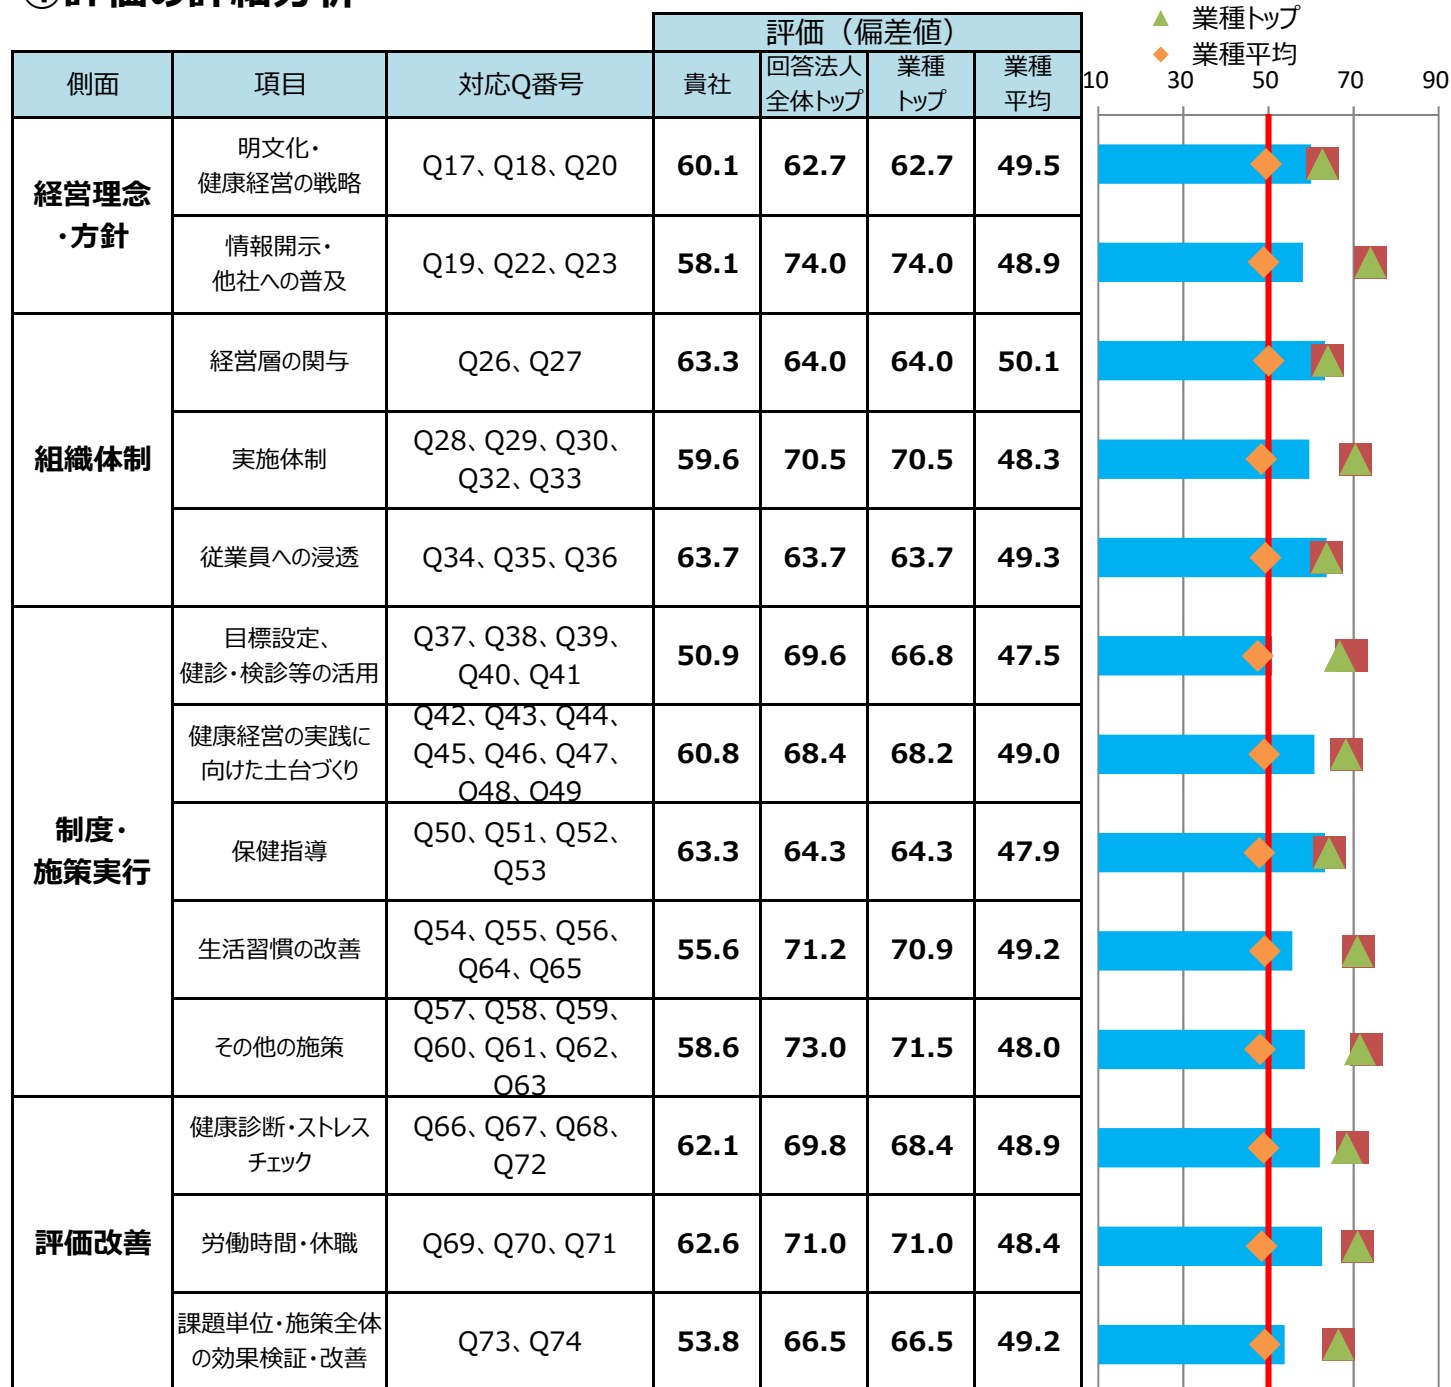 ④評価の詳細分析
▲ 業種トップ
◆ 業種平均
評価（偏差値）
側面 項目 対応Q番号 貴社 回答法人 業種 業種
全体トップ トップ 平均
10 30 50 70 90
経営理念
・方針
明文化・
健康経営の戦略
Q17、Q18、Q20 60.1 62.7 62.7 49.5
情報開示・
他社への普及
Q19、Q22、Q23 58.1 74.0 74.0 48.9
組織体制
経営層の関与 Q26、Q27 63.3 64.0 64.0 50.1
実施体制
Q28、Q29、Q30、
Q32、Q33
59.6 70.5 70.5 48.3
従業員への浸透 Q34、Q35、Q36 63.7 63.7 63.7 49.3
制度・
施策実行
目標設定、
健診・検診等の活用
Q37、Q38、Q39、
Q40、Q41
50.9 69.6 66.8 47.5
健康経営の実践に
向けた土台づくり
Q42、Q43、Q44、
Q45、Q46、Q47、
Q48、Q49
60.8 68.4 68.2 49.0
保健指導
Q50、Q51、Q52、
Q53
63.3 64.3 64.3 47.9
生活習慣の改善
Q54、Q55、Q56、
Q64、Q65
55.6 71.2 70.9 49.2
その他の施策
Q57、Q58、Q59、
Q60、Q61、Q62、
Q63
58.6 73.0 71.5 48.0
評価改善
健康診断・ストレス
チェック
Q66、Q67、Q68、
Q72
62.1 69.8 68.4 48.9
労働時間・休職 Q69、Q70、Q71 62.6 71.0 71.0 48.4
課題単位・施策全体
の効果検証・改善
Q73、Q74 53.8 66.5 66.5 49.2